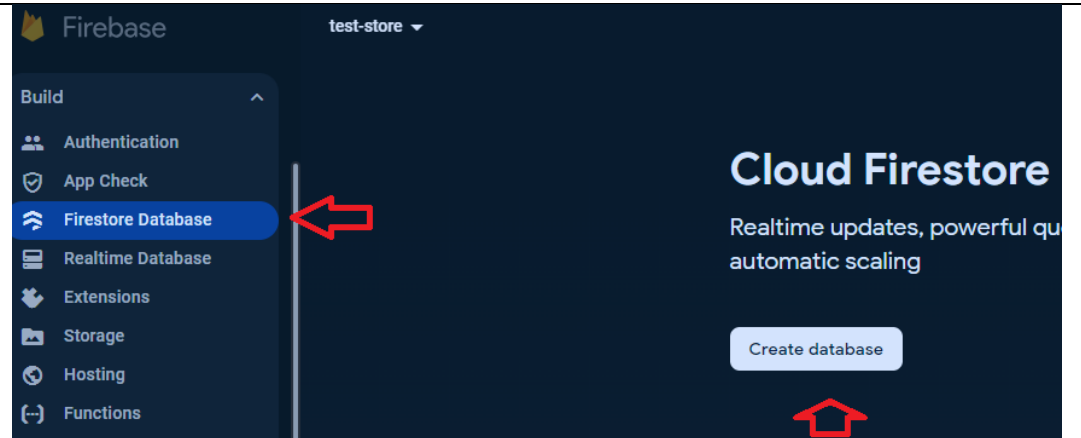 Firebase
test-store
Build
Authentication
App Check
Firestore Database
Realtime Database
Extensions
Storage
Hosting
Functions
Cloud Firestore
Realtime updates, powerful qu
automatic scaling
Create database